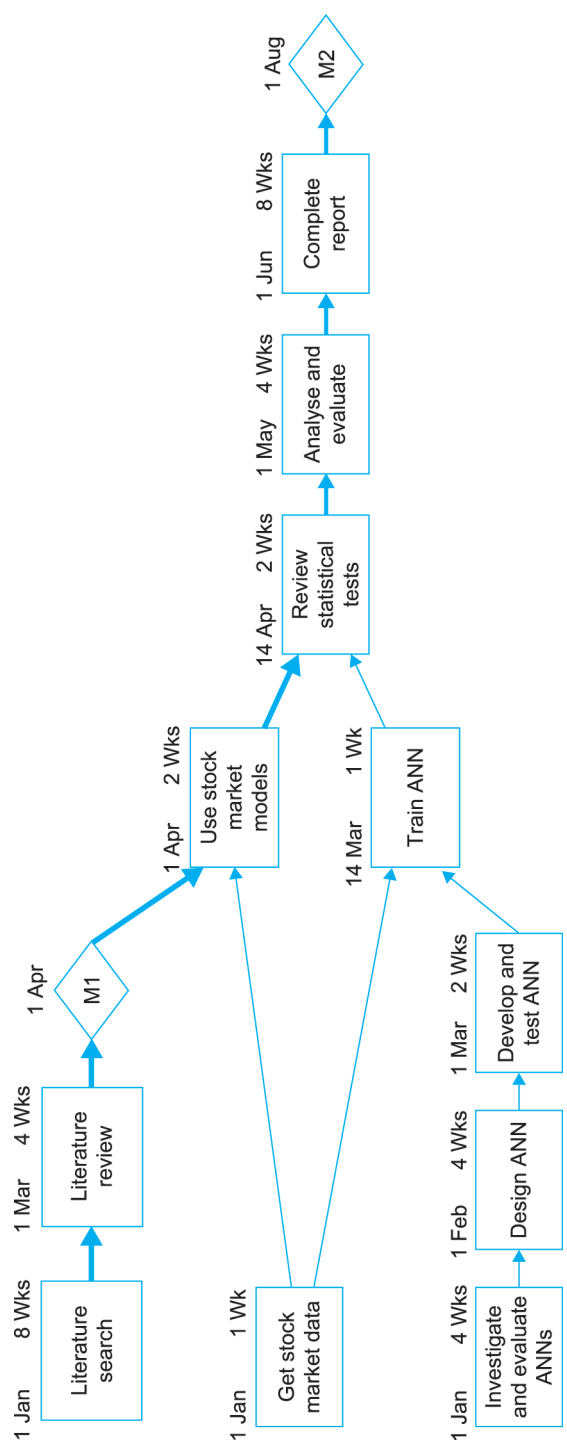 1 Jan 8 Wks
Literature
search
1 Mar 4 Wks
Literature
review
1 Apr
M1
1 Jan 1 Wk
Get stock
market data
1 Apr 2 Wks
Use stock
market
models
1 Jan 4 Wks
Investigate
and evaluate
ANNs
1 Feb 4 Wks
Design ANN
1 Mar 2 Wks
Develop and
test ANN
14 Mar 1 Wk
Train ANN
14 Apr 2 Wks
Review
statistical
tests
1 May 4 Wks
Analyse and
evaluate
1 Jun 8 Wks
Complete
report
1 Aug
M2